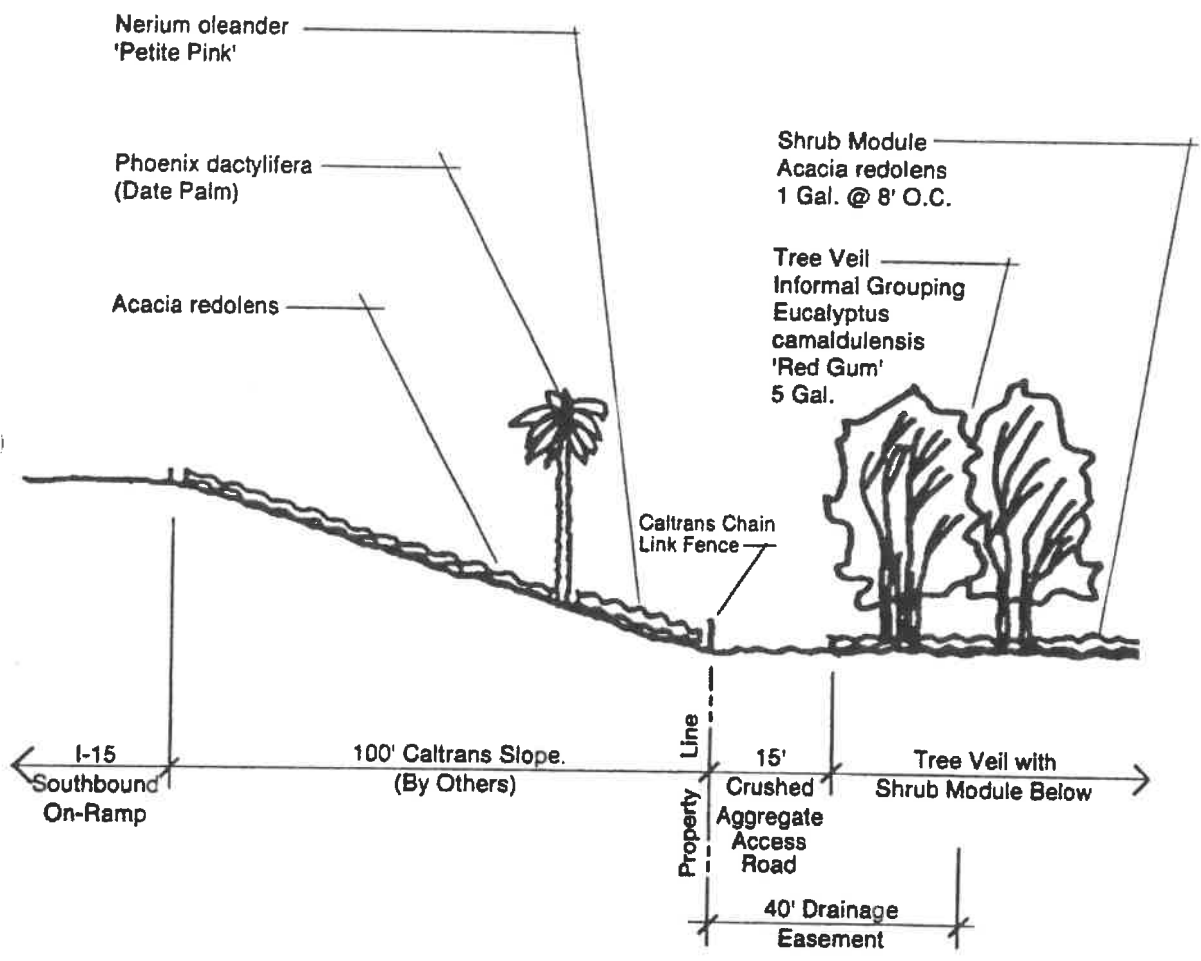 Nerium oleander
'Petite Pink'
Phoenix dactylifera
(Date Palm)
Acacia redolens
Shrub Module
Acacia redolens
1 Gal. @ 8' O.C.
Tree Veil
Informal Grouping
Eucalyptus
camaldulensis
'Red Gum'
5 Gal.
Caltrans Chain
Link Fence
I-15
Southbound
On-Ramp
100' Caltrans Slope.
(By Others)
Property Line
15'
Crushed
Aggregate
Access
Road
Tree Veil with
Shrub Module Below
40' Drainage
Easement